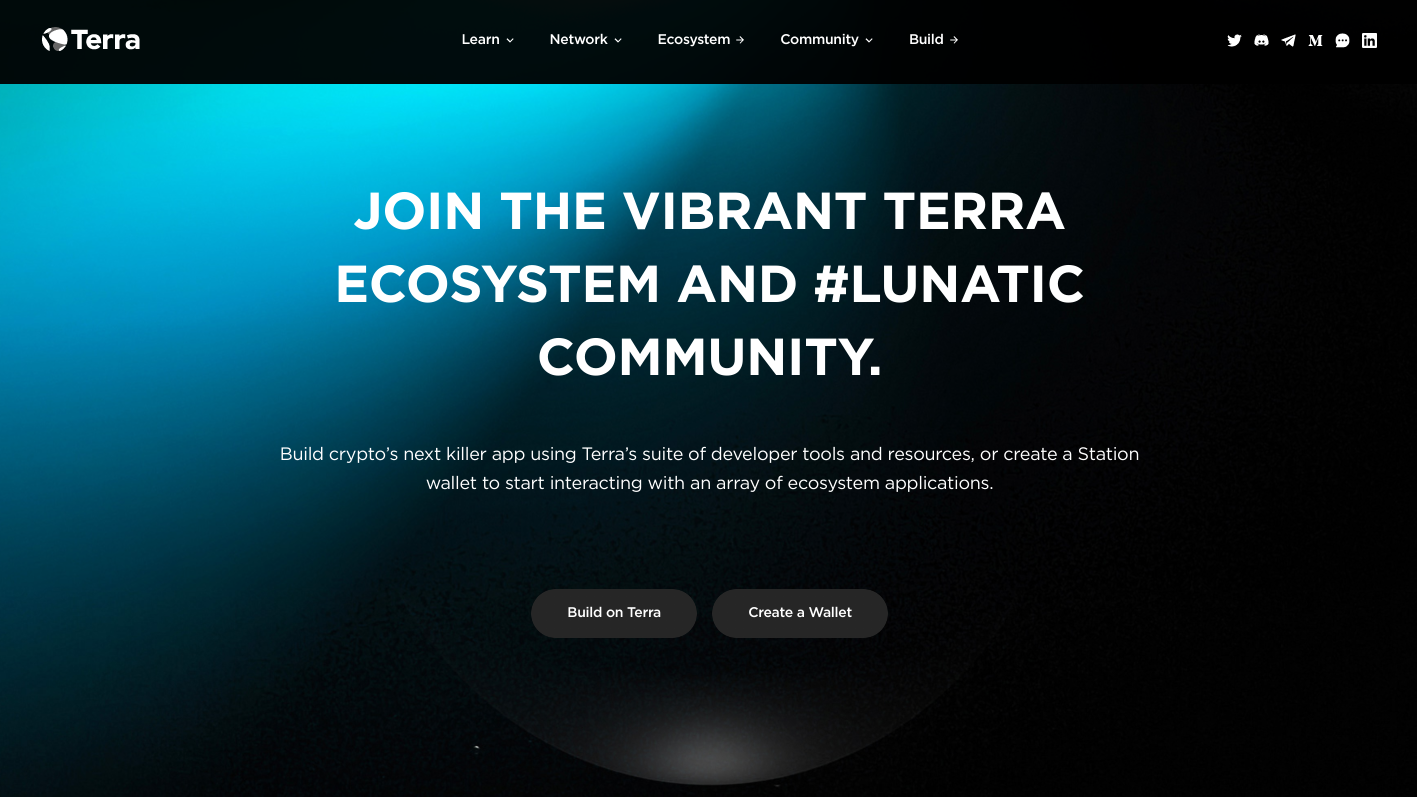 Terra
Learn
Network
Ecosystem
Community
Build
JOIN THE VIBRANT TERRA
ECOSYSTEM AND #LUNATIC
COMMUNITY.
Build crypto’s next killer app using Terra’s suite of developer tools and resources, or create a Station
wallet to start interacting with an array of ecosystem applications.
Build on Terra
Create a Wallet